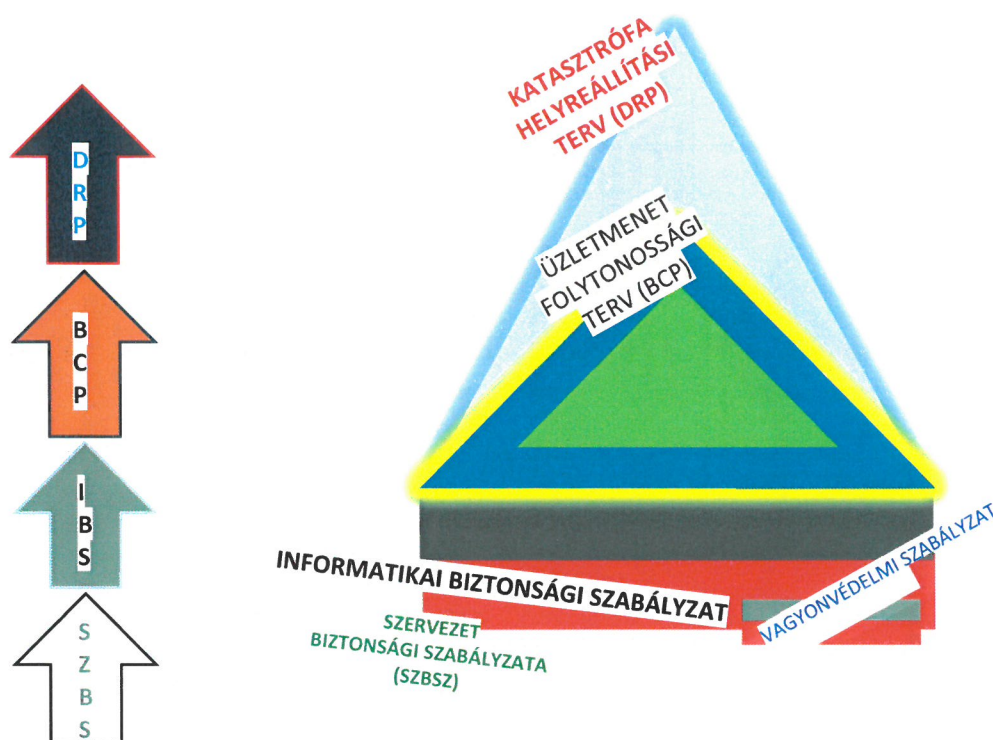 D
R
P
B
C
P
I
B
S
S
Z
B
S
KATASZTRÓFA
HELYREÁLLÍTÁSI
TERV (DRP)
ÜZLETMENET
FOLYTONOSSÁGI
TERV (BCP)
INFORMATIKAI BIZTONSÁGI SZABÁLYZAT
VAGYONVÉDELMI SZABÁLYZAT
SZERVEZET
BIZTONSÁGI SZABÁLYZATA
(SZBSZ)